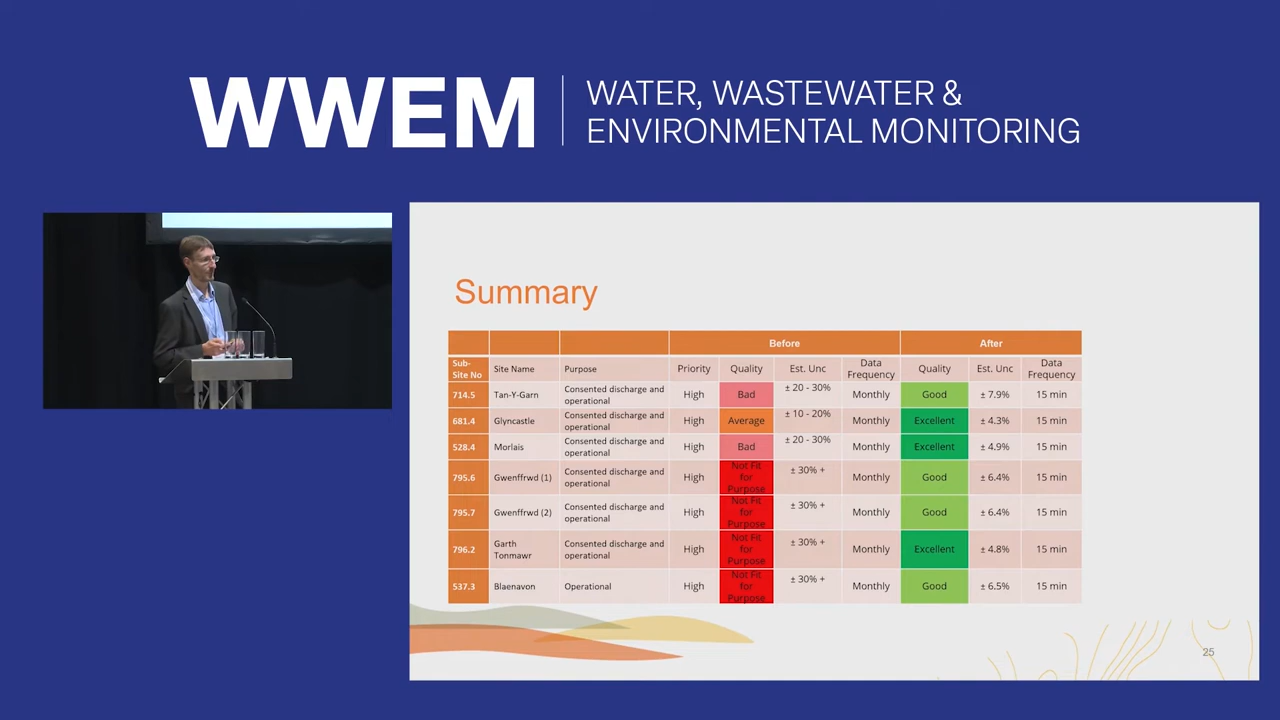 WWEM
WATER, WASTEWATER &
ENVIRONMENTAL MONITORING
Summary
Before After
Sub-Site No Site Name Purpose Priority Quality Est. Unc Data Frequency Quality Est. Unc Data Frequency
714.5 Tan-Y-Garn Consented discharge and operational High Bad ± 20 - 30% Monthly Good ± 7.9% 15 min
681.4 Glyncastle Consented discharge and operational High Average ± 10 - 20% Monthly Excellent ± 4.3% 15 min
528.4 Morlais Consented discharge and operational High Bad ± 20 - 30% Monthly Excellent ± 4.9% 15 min
795.6 Gwenffrwd (1) Consented discharge and operational High Not Fit for Purpose ± 30% + Monthly Good ± 6.4% 15 min
795.7 Gwenffrwd (2) Consented discharge and operational High Not Fit for Purpose ± 30% + Monthly Good ± 6.4% 15 min
796.2 Garth Tonmawr Consented discharge and operational High Not Fit for Purpose ± 30% + Monthly Excellent ± 4.8% 15 min
537.3 Blaenavon Operational High Not Fit for Purpose ± 30% + Monthly Good ± 6.5% 15 min
25